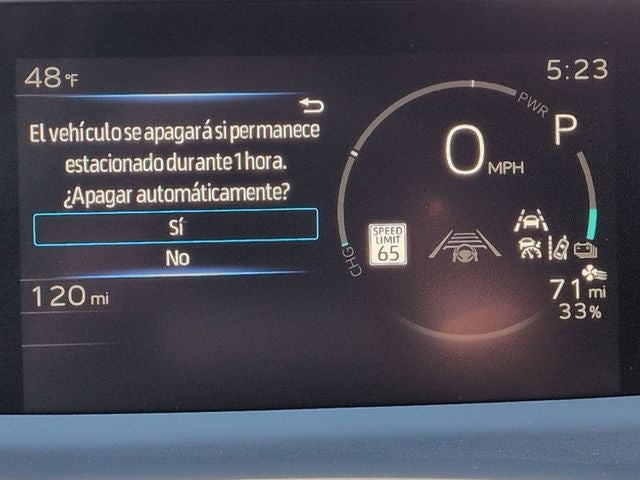 48°F
5:23
El vehículo se apagará si permanece
estacionado durante 1 hora.
¿Apagar automáticamente?
Sí
No
120 mi
PWR
P
0 MPH
SPEED
LIMIT
65
CHG
71 mi
33%